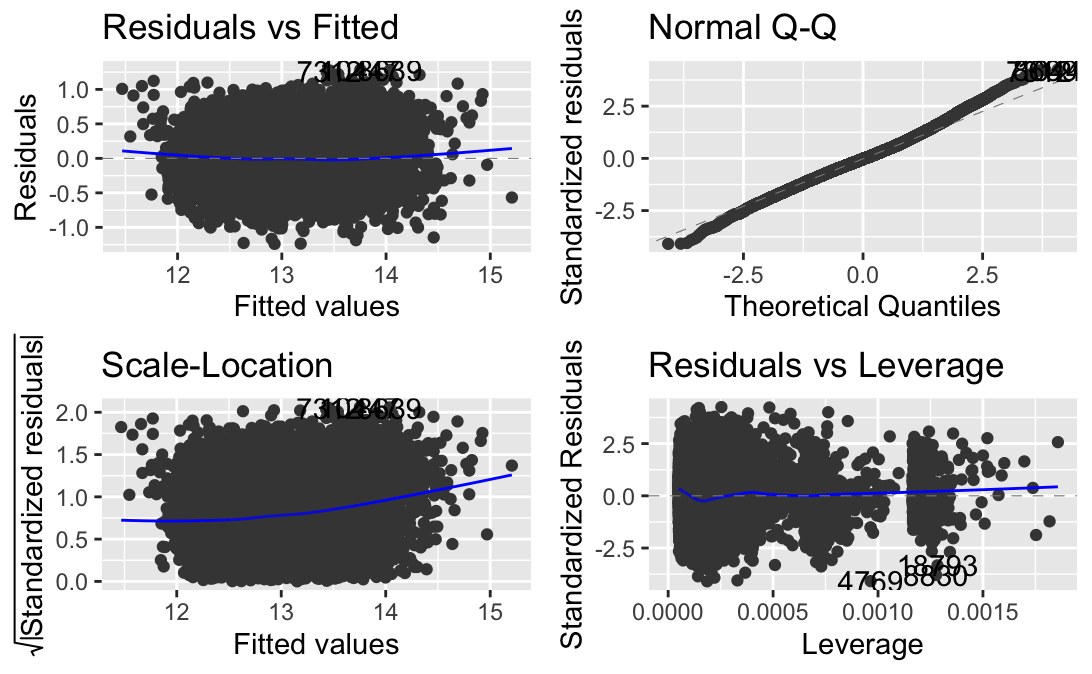 Residuals vs Fitted
Residuals
1.0
0.5
0.0
-0.5
-1.0
12 13 14 15
Fitted values
Normal Q-Q
Standardized residuals
2.5
0.0
-2.5
-2.5 0.0 2.5
Theoretical Quantiles
Scale-Location
√|Standardized residuals|
2.0
1.5
1.0
0.5
0.0
12 13 14 15
Fitted values
Residuals vs Leverage
Standardized Residuals
2.5
0.0
-2.5
4769
0.0000 0.0005 0.0010 0.0015
Leverage